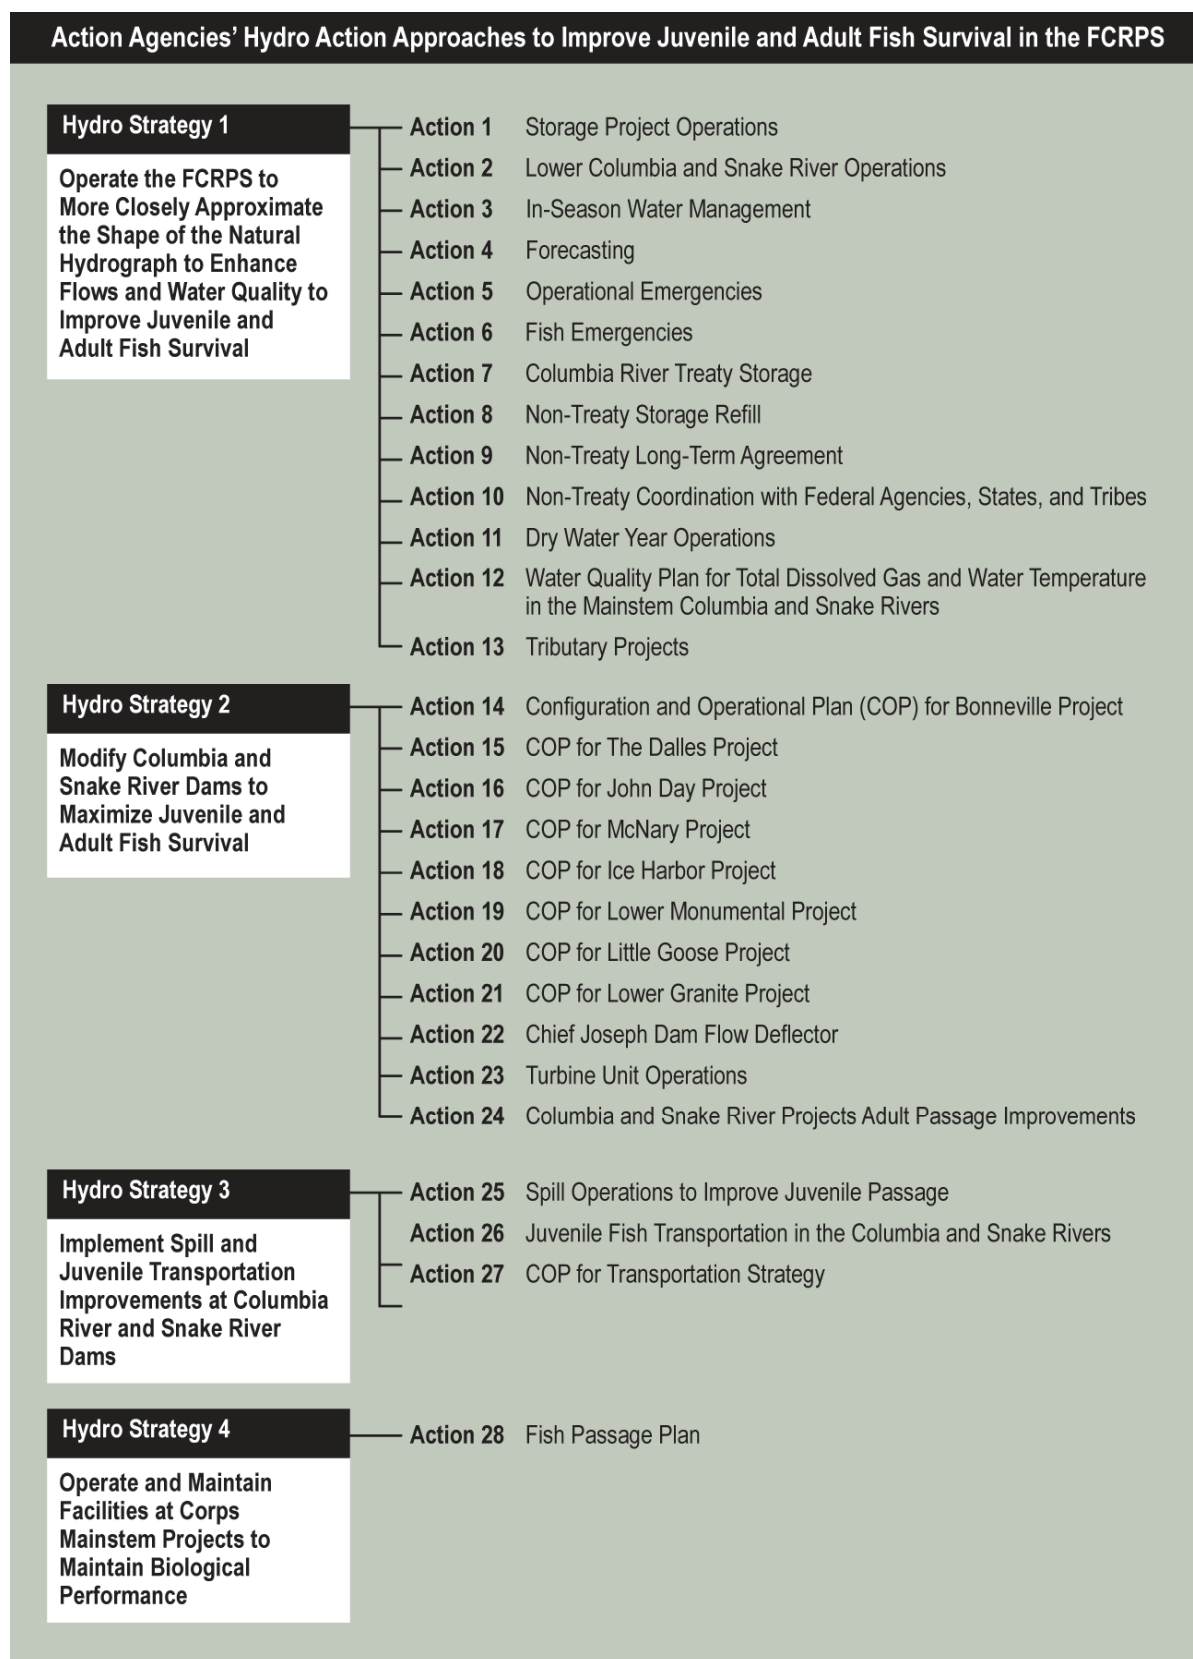 Action Agencies’ Hydro Action Approaches to Improve Juvenile and Adult Fish Survival in the FCRPS
Hydro Strategy 1
Operate the FCRPS to
More Closely Approximate
the Shape of the Natural
Hydrograph to Enhance
Flows and Water Quality to
Improve Juvenile and
Adult Fish Survival
Action 1 Storage Project Operations
Action 2 Lower Columbia and Snake River Operations
Action 3 In-Season Water Management
Action 4 Forecasting
Action 5 Operational Emergencies
Action 6 Fish Emergencies
Action 7 Columbia River Treaty Storage
Action 8 Non-Treaty Storage Refill
Action 9 Non-Treaty Long-Term Agreement
Action 10 Non-Treaty Coordination with Federal Agencies, States, and Tribes
Action 11 Dry Water Year Operations
Action 12 Water Quality Plan for Total Dissolved Gas and Water Temperature
in the Mainstem Columbia and Snake Rivers
Action 13 Tributary Projects
Hydro Strategy 2
Modify Columbia and
Snake River Dams to
Maximize Juvenile and
Adult Fish Survival
Action 14 Configuration and Operational Plan (COP) for Bonneville Project
Action 15 COP for The Dalles Project
Action 16 COP for John Day Project
Action 17 COP for McNary Project
Action 18 COP for Ice Harbor Project
Action 19 COP for Lower Monumental Project
Action 20 COP for Little Goose Project
Action 21 COP for Lower Granite Project
Action 22 Chief Joseph Dam Flow Deflector
Action 23 Turbine Unit Operations
Action 24 Columbia and Snake River Projects Adult Passage Improvements
Hydro Strategy 3
Implement Spill and
Juvenile Transportation
Improvements at Columbia
River and Snake River
Dams
Action 25 Spill Operations to Improve Juvenile Passage
Action 26 Juvenile Fish Transportation in the Columbia and Snake Rivers
Action 27 COP for Transportation Strategy
Hydro Strategy 4
Operate and Maintain
Facilities at Corps
Mainstem Projects to
Maintain Biological
Performance
Action 28 Fish Passage Plan